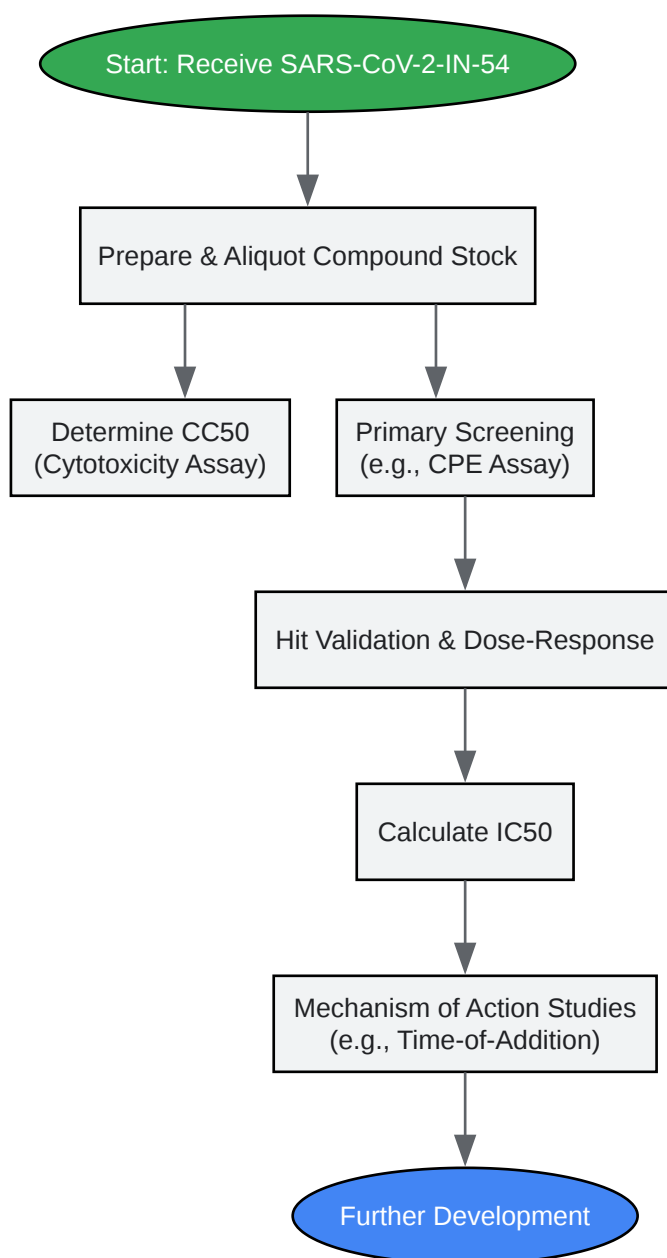 Start: Receive SARS-CoV-2-IN-54
Prepare & Aliquot Compound Stock
Determine CC50
(Cytotoxicity Assay)
Primary Screening
(e.g., CPE Assay)
Hit Validation & Dose-Response
Calculate IC50
Mechanism of Action Studies
(e.g., Time-of-Addition)
Further Development